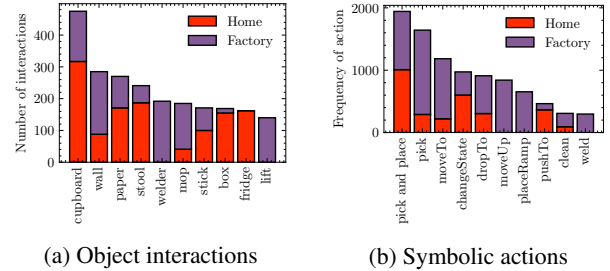 Number of interactions
400
300
200
100
0
Home
Factory
cupboard
wall
paper
stool
welder
mop
stick
box
fridge
lift
(a) Object interactions
Frequency of action
2000
1000
0
Home
Factory
pick and place
pick
moveTo
changeState
dropTo
moveUp
placeRamp
pushTo
clean
weld
(b) Symbolic actions